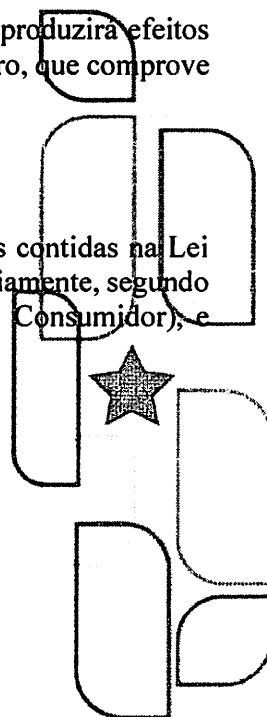 produzirá efeitos
ro, que comprove
s contidas na Lei
iamente, segundo
Consumidor), e